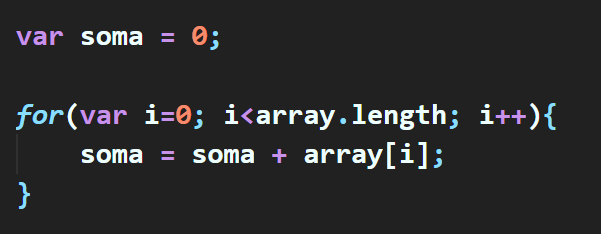 var soma = 0;
for(var i=0; i<array.length; i++){
soma = soma + array[i];
}